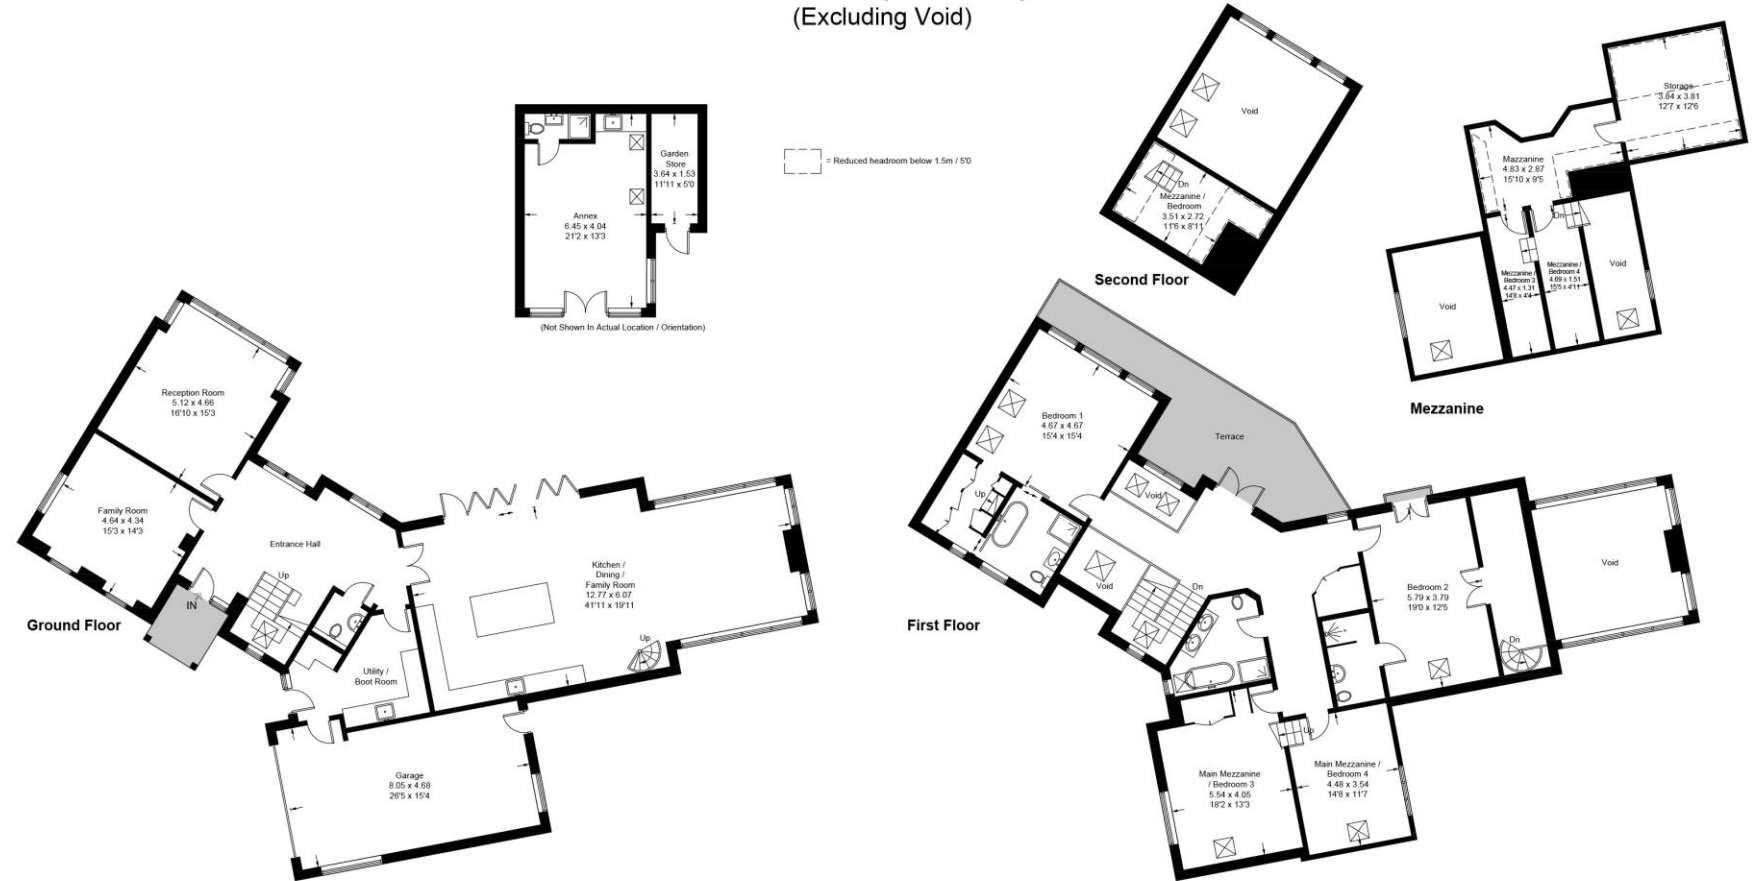 (Excluding Void)
Garden
Store
3.64 x 1.53
11'11 x 5'0
Annex
6.45 x 4.04
21'2 x 13'3
(Not Shown In Actual Location / Orientation)
= Reduced headroom below 1.5m / 5'0
Void
Dn
Mezzanine /
Bedroom
3.51 x 2.72
11'6 x 8'11
Second Floor
Storage
3.84 x 3.81
12'7 x 12'6
Mazzanine
4.83 x 2.87
15'10 x 9'5
Dn
Mezzanine /
Bedroom 3
4.47 x 1.31
14'8 x 4'4
Mezzanine /
Bedroom 4
4.69 x 1.51
15'5 x 4'11
Void
Void
Mezzanine
Reception Room
5.12 x 4.66
16'10 x 15'3
Family Room
4.64 x 4.34
15'3 x 14'3
Entrance Hall
Up
IN
Ground Floor
Kitchen /
Dining /
Family Room
12.77 x 6.07
41'11 x 19'11
Up
Utility /
Boot Room
Garage
8.05 x 4.68
26'5 x 15'4
Bedroom 1
4.67 x 4.67
15'4 x 15'4
Terrace
Up
Void
Void
Dn
First Floor
Bedroom 2
5.79 x 3.79
19'0 x 12'5
Void
Dn
Up
Main Mezzanine
/ Bedroom 3
5.54 x 4.05
18'2 x 13'3
Main Mezzanine /
Bedroom 4
4.48 x 3.54
14'8 x 11'7